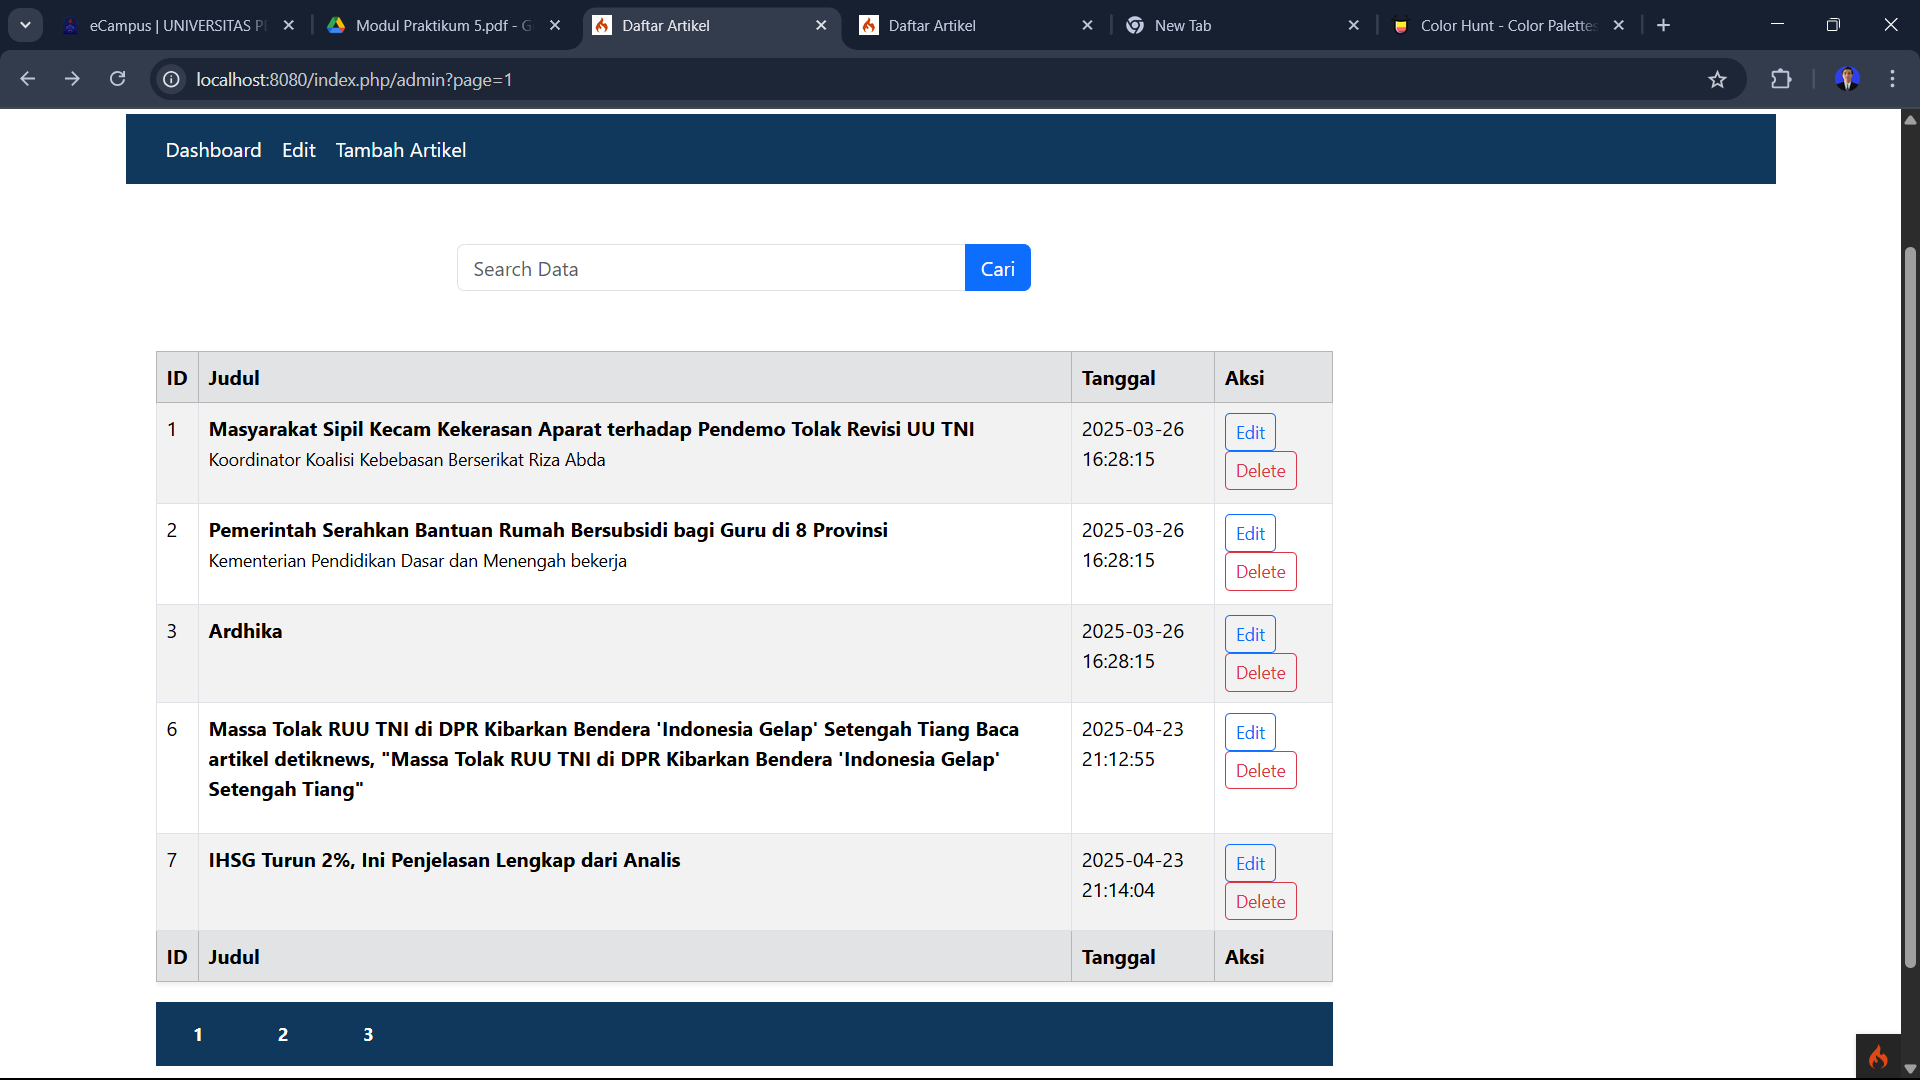 eCampus | UNIVERSITAS P
Modul Praktikum 5.pdf - G
Daftar Artikel
Daftar Artikel
New Tab
Color Hunt - Color Palettes
localhost:8080/index.php/admin?page=1
Dashboard Edit Tambah Artikel
Search Data Cari
ID Judul Tanggal Aksi
1 Masyarakat Sipil Kecam Kekerasan Aparat terhadap Pendemo Tolak Revisi UU TNI 2025-03-26 Edit
Koordinator Koalisi Kebebasan Berserikat Riza Abda 16:28:15 Delete
2 Pemerintah Serahkan Bantuan Rumah Bersubsidi bagi Guru di 8 Provinsi 2025-03-26 Edit
Kementerian Pendidikan Dasar dan Menengah bekerja 16:28:15 Delete
3 Ardhika 2025-03-26 Edit
16:28:15 Delete
6 Massa Tolak RUU TNI di DPR Kibarkan Bendera 'Indonesia Gelap' Setengah Tiang Baca 2025-04-23 Edit
artikel detiknews, "Massa Tolak RUU TNI di DPR Kibarkan Bendera 'Indonesia Gelap' 21:12:55 Delete
Setengah Tiang"
7 IHSG Turun 2%, Ini Penjelasan Lengkap dari Analis 2025-04-23 Edit
21:14:04 Delete
ID Judul Tanggal Aksi
1 2 3